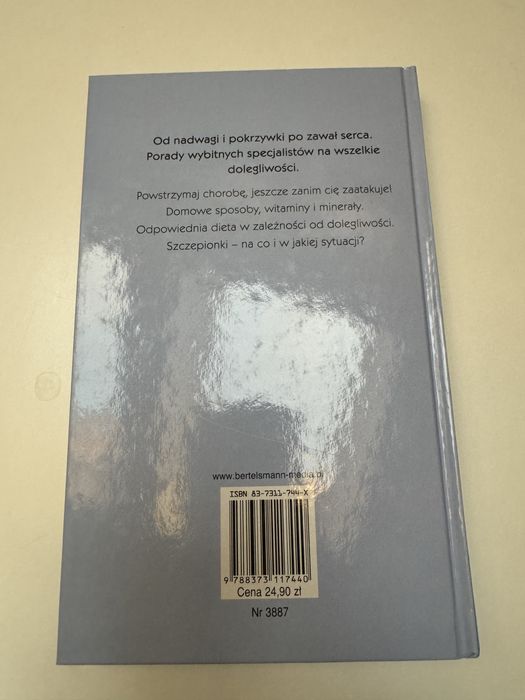 Od nadwagi i pokrzywki po zawał serca.
Porady wybitnych specjalistów na wszelkie
dolegliwości.
Powstrzymaj chorobę, jeszcze zanim cię zaatakuje!
Domowe sposoby, witaminy i minerały.
Odpowiednia dieta w zależności od dolegliwości.
Szczepionki – na co i w jakiej sytuacji?
www.bertelsmann-media.pl
ISBN 83-7311-744-X
9 788373 117440
Cena 24,90 zł
Nr 3887